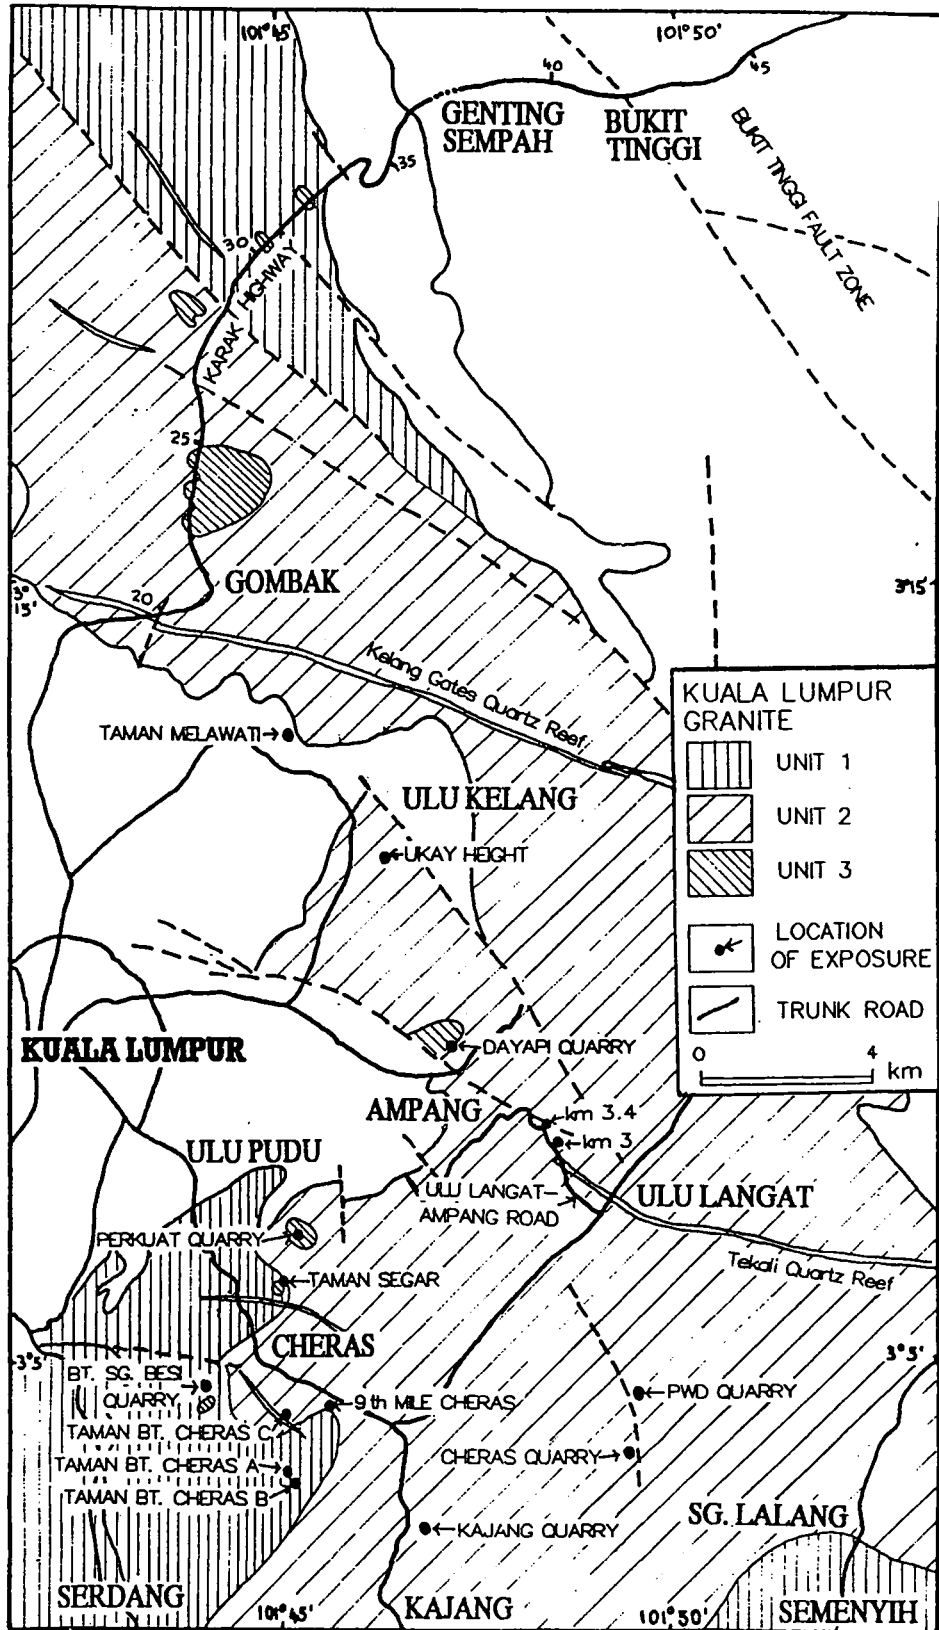 101°45'
101°50'
40
45
GENTING
SEMPAH
BUKIT
TINGGI
35
BUKIT TINGGI FAULT ZONE
30
KARAK HIGHWAY
25
GOMBAK
3°
15'
20
3°15'
Kelang Gates Quartz Reef
KUALA LUMPUR
GRANITE
UNIT 1
UNIT 2
UNIT 3
LOCATION
OF EXPOSURE
TRUNK ROAD
0 4
km
TAMAN MELAWATI
ULU KELANG
UKAY HEIGHT
KUALA LUMPUR
DAYAPI QUARRY
AMPANG
km 3.4
km 3
ULU PUDU
ULU LANGAT-
AMPANG ROAD
ULU LANGAT
PERKUAT QUARRY
Tekali Quartz Reef
TAMAN SEGAR
CHERAS
3°5'
3°5'
BT. SG. BESI
QUARRY
PWD QUARRY
9th MILE CHERAS
TAMAN BT. CHERAS C
CHERAS QUARRY
TAMAN BT. CHERAS A
TAMAN BT. CHERAS B
SG. LALANG
KAJANG QUARRY
SERDANG
101°45'
KAJANG
101°50'
SEMENYIH